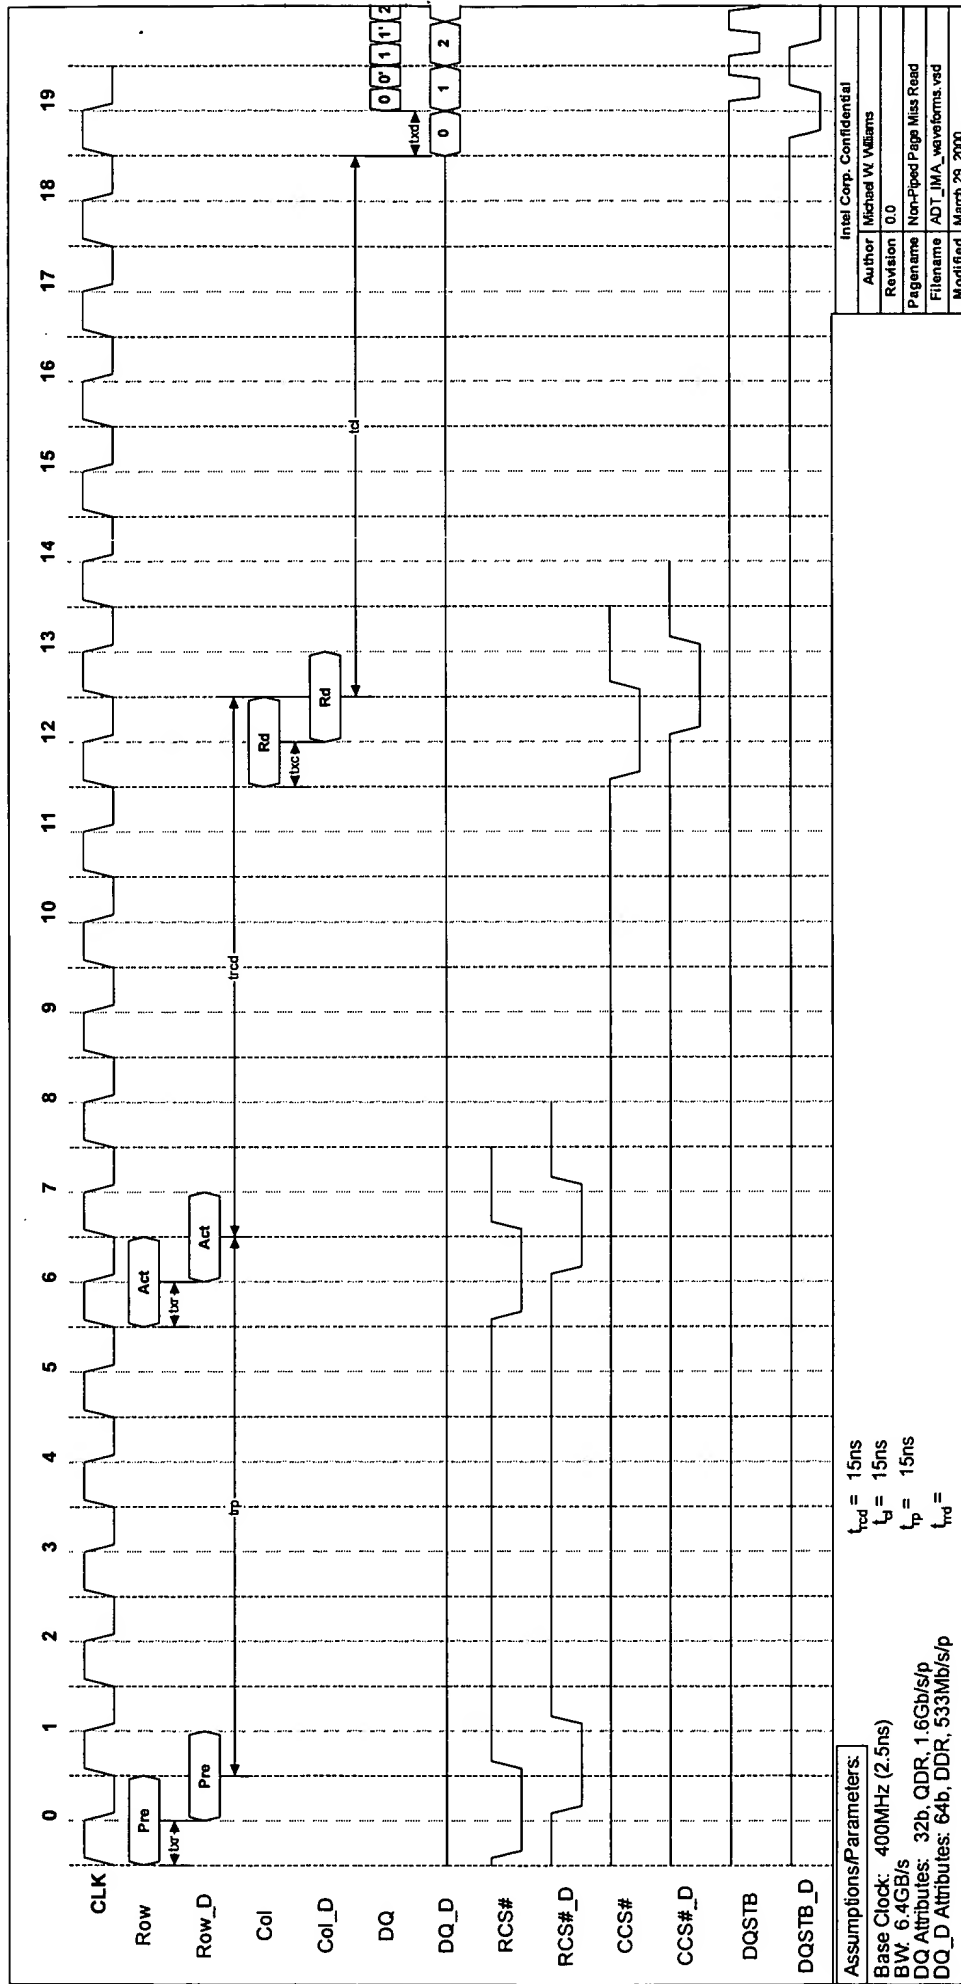 0 1 2 3 4 5 6 7 8 9 10 11 12 13 14 15 16 17 18 19
CLK
Row Pre Act
txr txr
Row_D Pre Act
trp trcd
Col Rd
txc
Col_D Rd
tcl
DQ 0 0' 1 1' 2
txd
DQ_D 0 1 2
RCS#
RCS#_D
CCS#
CCS#_D
DQSTB
DQSTB_D
Assumptions/Parameters:
Base Clock: 400MHz (2.5ns)
BW: 6.4GB/s
DQ Attributes: 32b, QDR, 1.6Gb/s/p
DQ_D Attributes: 64b, DDR, 533Mb/s/p
trcd = 15ns
tcl = 15ns
trp = 15ns
trrd =
Intel Corp. Confidential
Author Michael W. Williams
Revision 0.0
Pagename Non-Piped Page Miss Read
Filename ADT_IMA_waveforms.vsd
Modified March 29, 2000